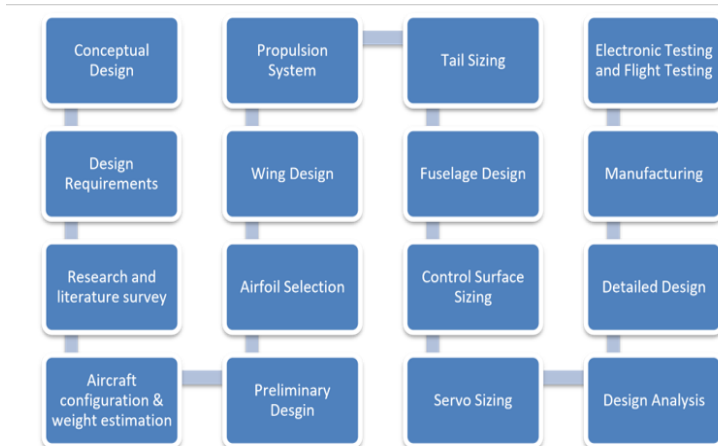 Conceptual
Design
Design
Requirements
Research and
literature survey
Aircraft
configuration &
weight estimation
Preliminary
Desgin
Airfoil Selection
Wing Design
Propulsion
System
Tail Sizing
Fuselage Design
Control Surface
Sizing
Servo Sizing
Design Analysis
Detailed Design
Manufacturing
Electronic Testing
and Flight Testing